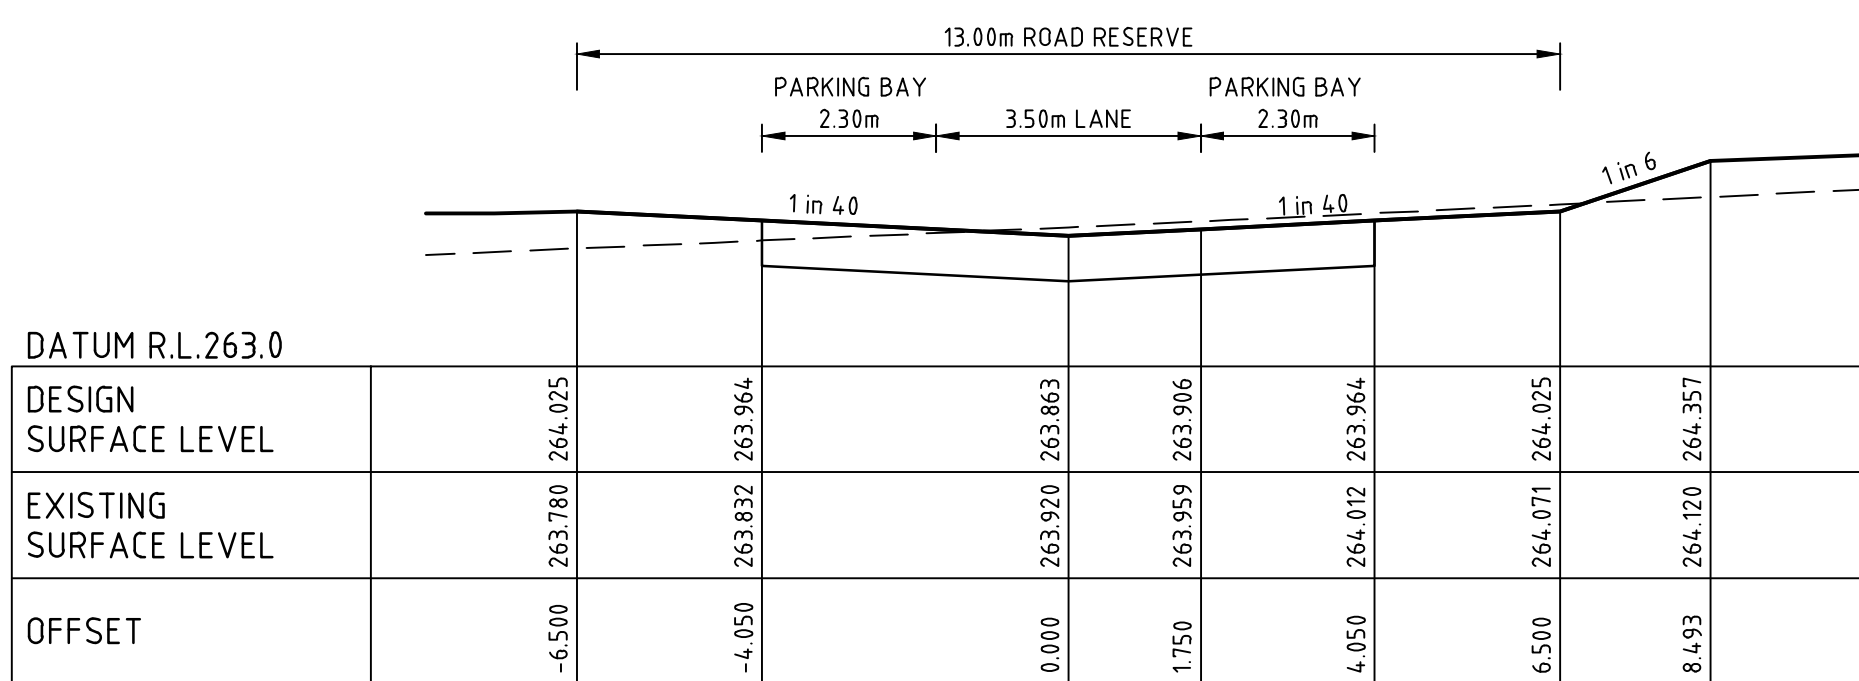 13.00m ROAD RESERVE
PARKING BAY
2.30m
3.50m LANE
PARKING BAY
2.30m
1 in 40
1 in 40
1 in 6
DATUM R.L.263.0
DESIGN
SURFACE LEVEL
264.025
263.964
263.863
263.906
263.964
264.025
264.357
EXISTING
SURFACE LEVEL
263.780
263.832
263.920
263.959
264.012
264.071
264.120
OFFSET
-6.500
-4.050
0.000
1.750
4.050
6.500
8.493